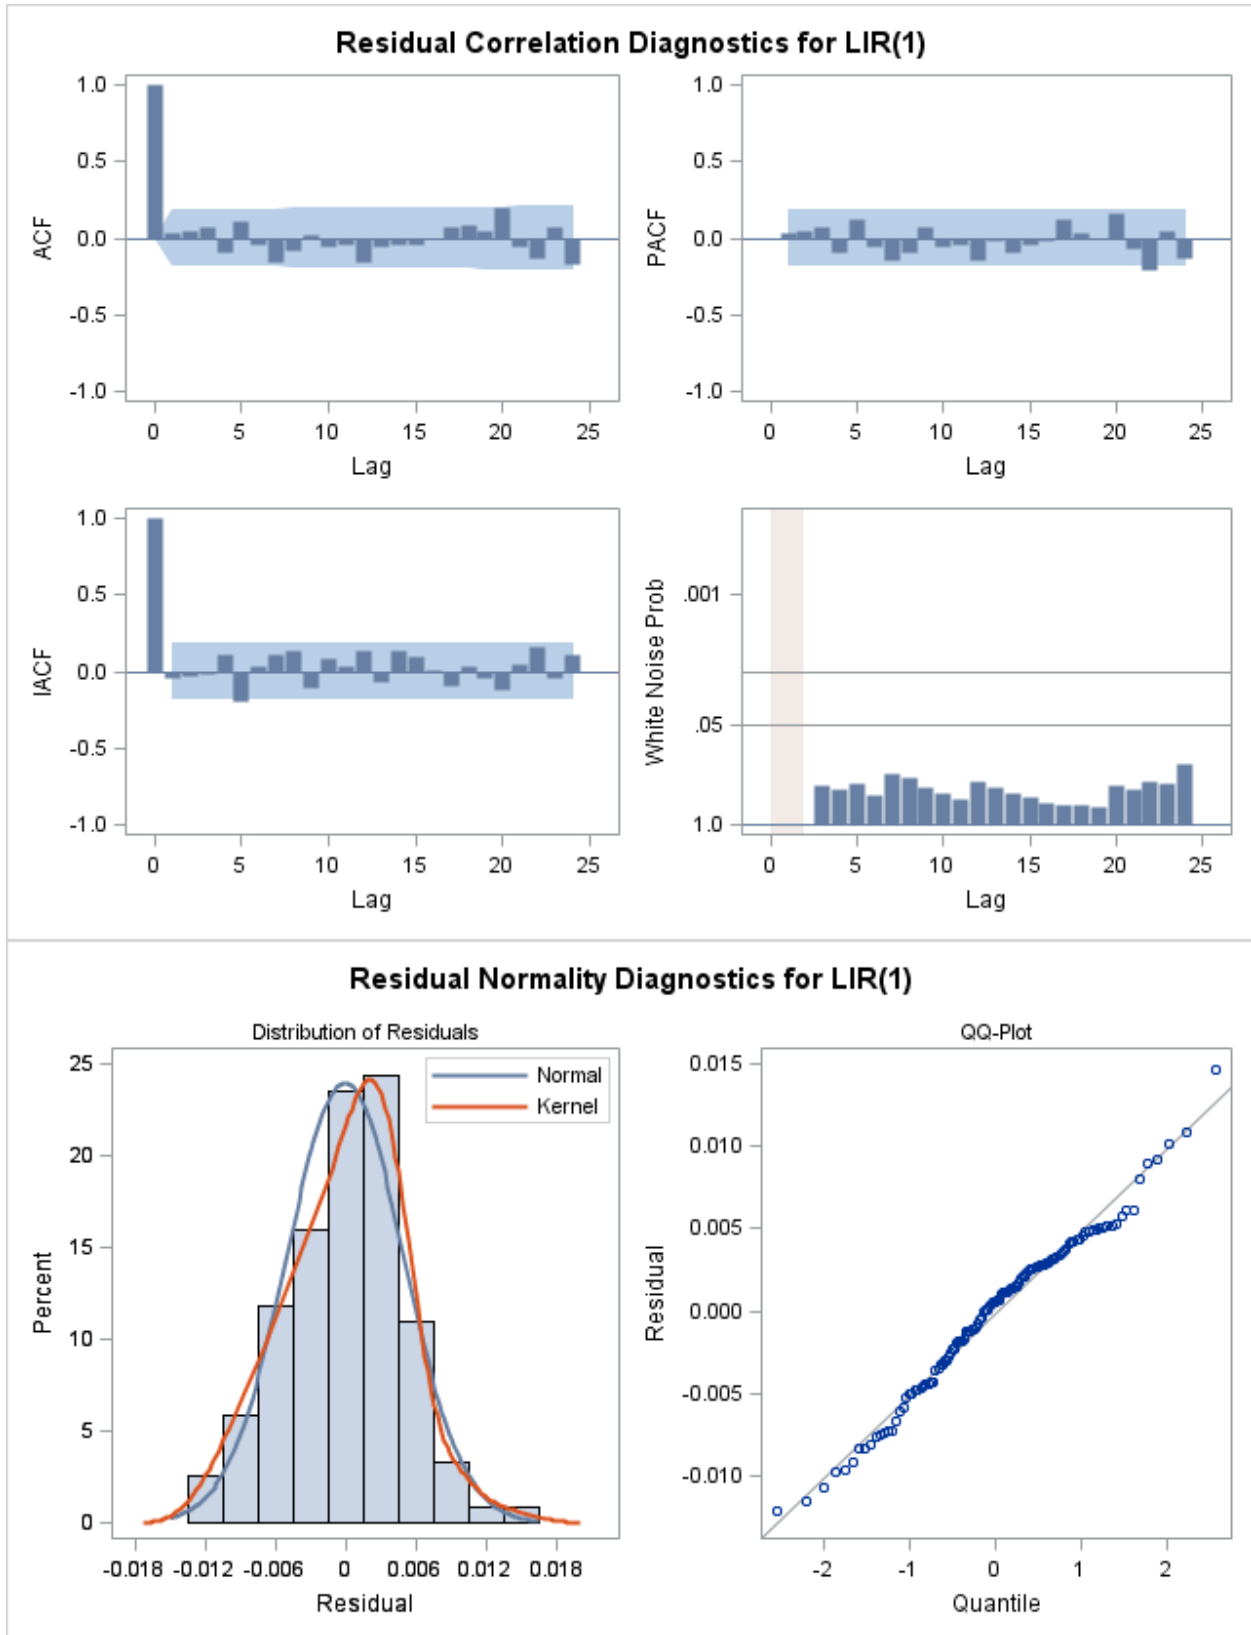 Residual Correlation Diagnostics for LIR(1)
1.0
0.5
0.0
-0.5
-1.0
ACF
0 5 10 15 20 25
Lag
1.0
0.5
0.0
-0.5
-1.0
PACF
0 5 10 15 20 25
Lag
1.0
0.5
0.0
-0.5
-1.0
IACF
0 5 10 15 20 25
Lag
.001
.05
1.0
White Noise Prob
0 5 10 15 20 25
Lag
Residual Normality Diagnostics for LIR(1)
Distribution of Residuals
25
20
15
10
5
0
Percent
Normal
Kernel
-0.018 -0.012 -0.006 0 0.006 0.012 0.018
Residual
QQ-Plot
0.015
0.010
0.005
0.000
-0.005
-0.010
Residual
-2 -1 0 1 2
Quantile